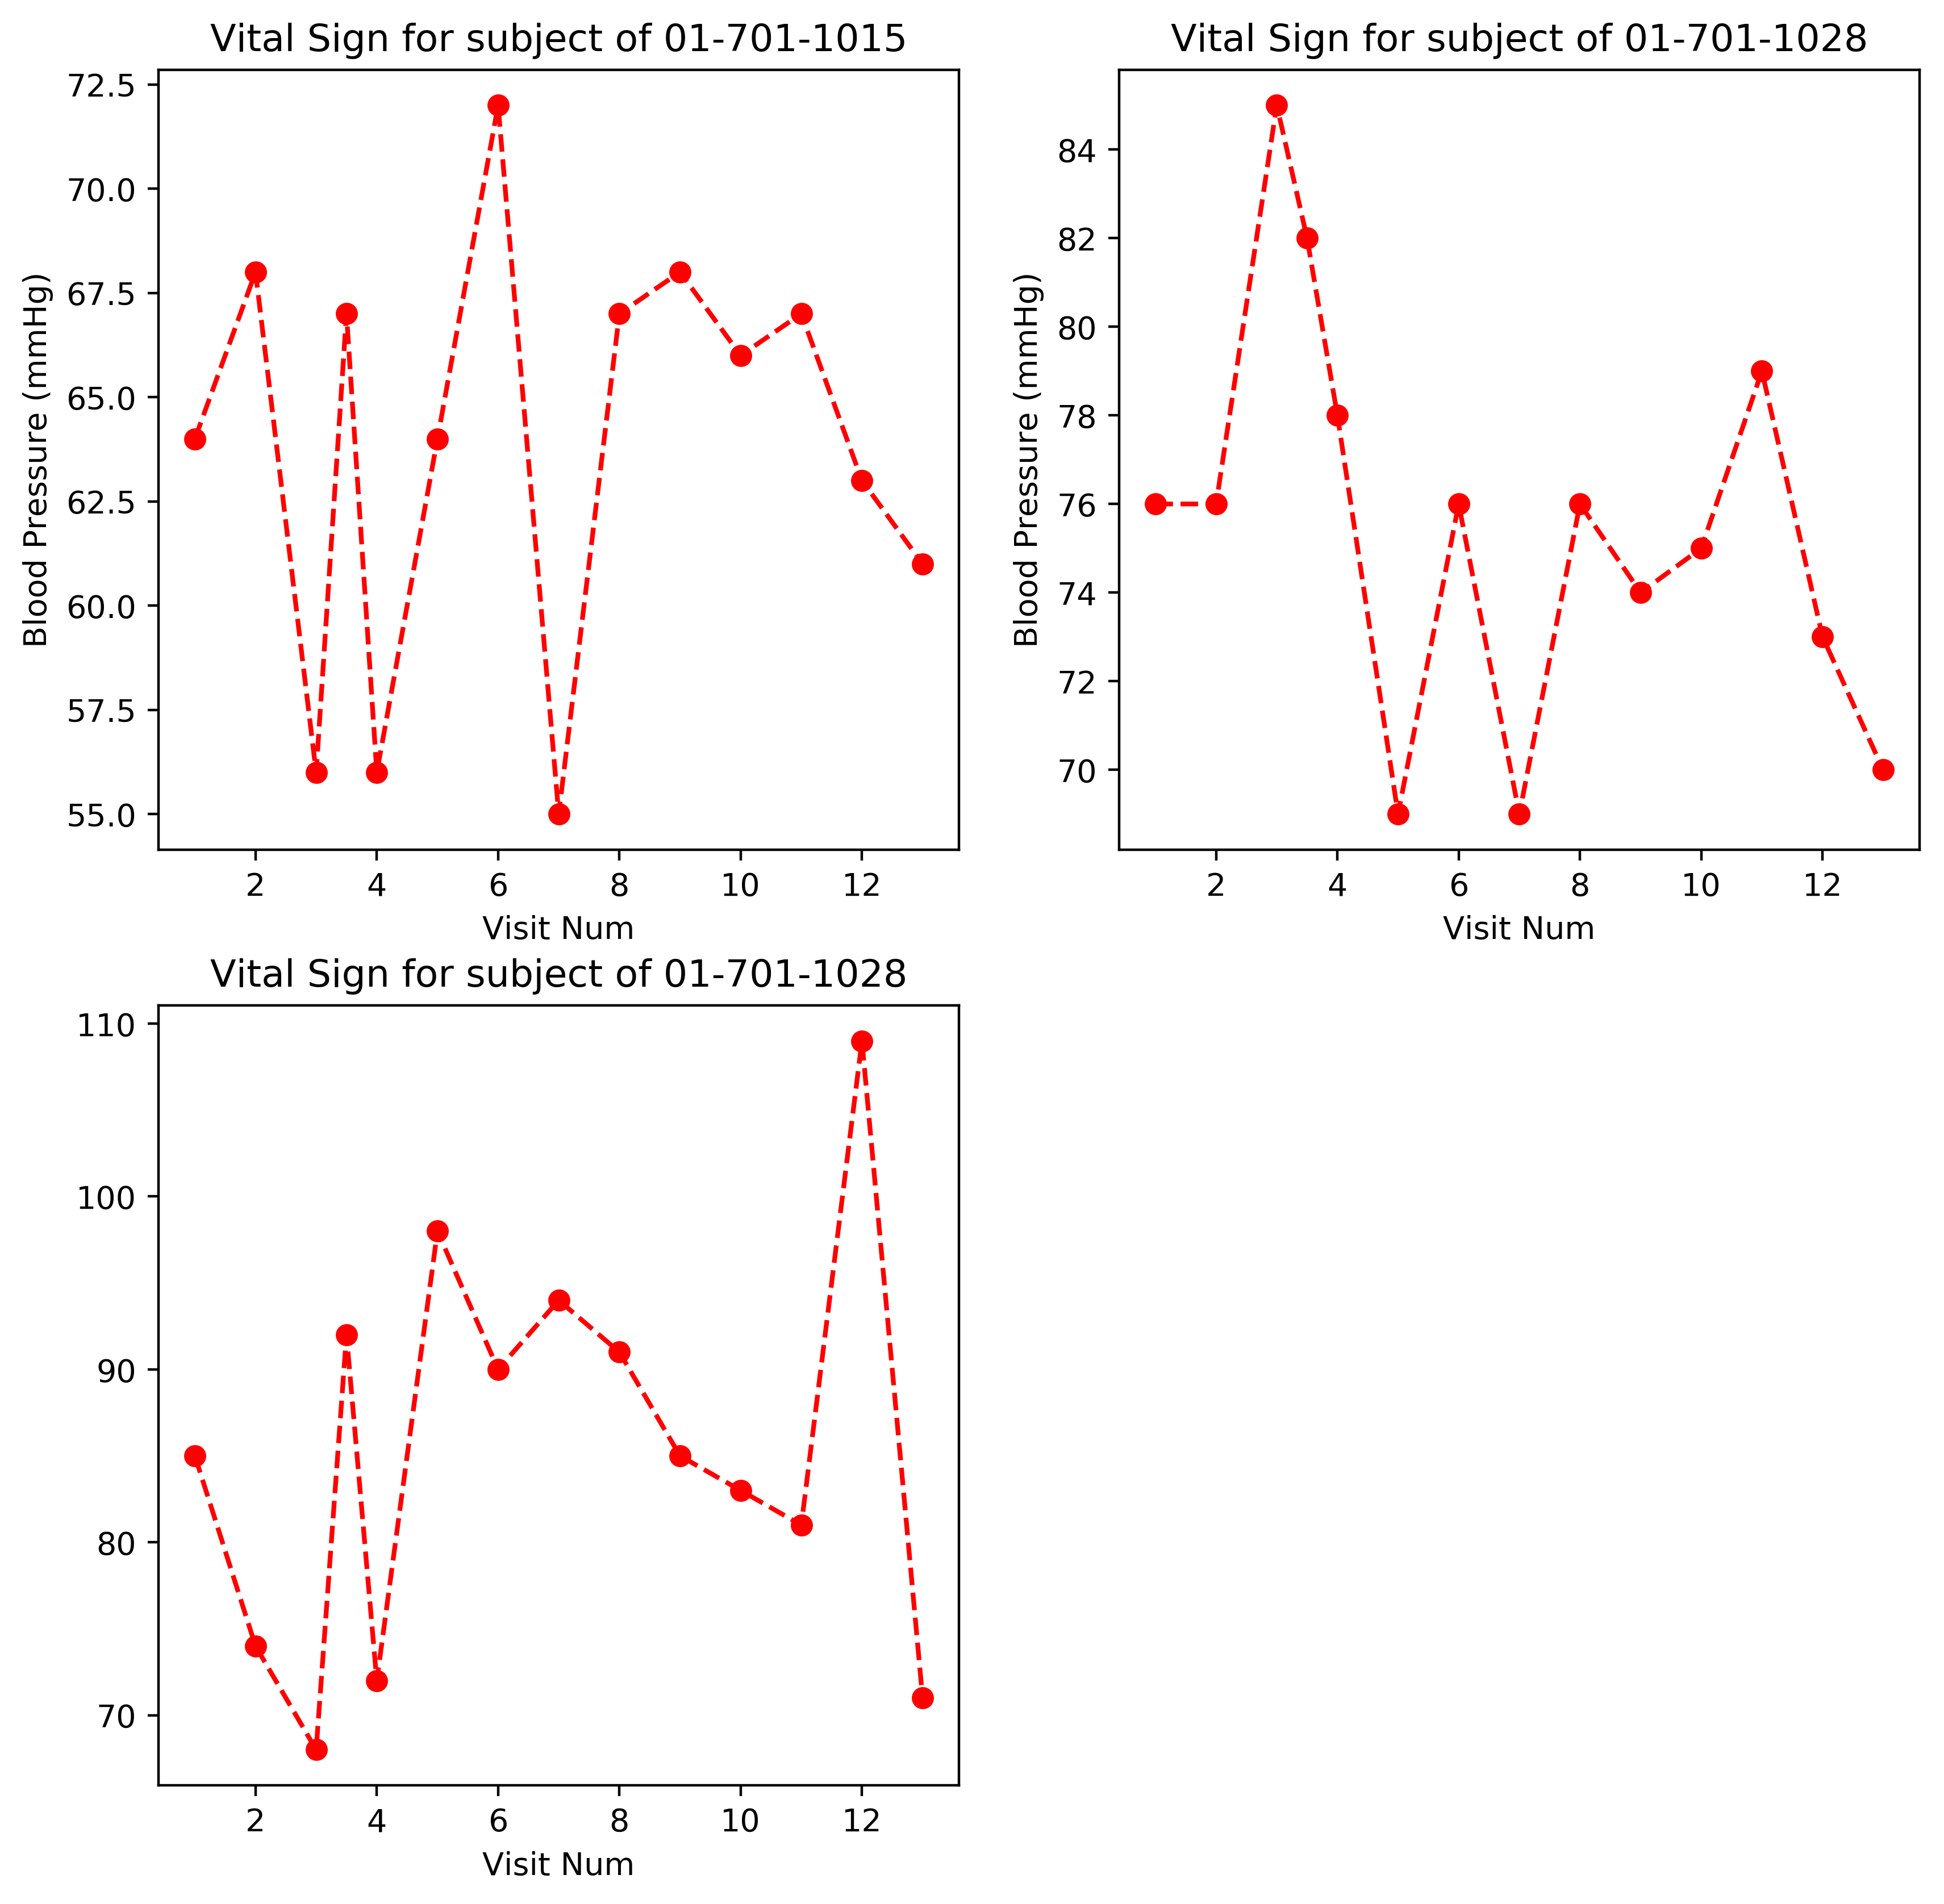 Vital Sign for subject of 01-701-1015
Blood Pressure (mmHg)
72.5
70.0
67.5
65.0
62.5
60.0
57.5
55.0
2 4 6 8 10 12
Visit Num
Vital Sign for subject of 01-701-1028
Blood Pressure (mmHg)
84
82
80
78
76
74
72
70
2 4 6 8 10 12
Visit Num
Vital Sign for subject of 01-701-1028
110
100
90
80
70
2 4 6 8 10 12
Visit Num